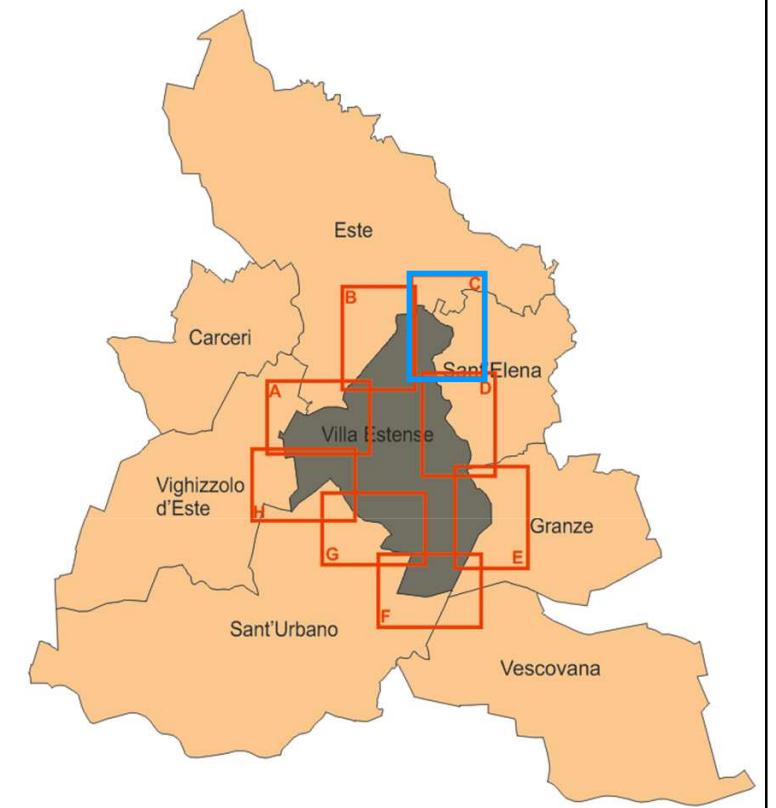 Este
C
B
Carceri
Sant'Elena
A
D
Villa Estense
Vighizzolo
d'Este
H
Granze
G
E
F
Sant'Urbano
Vescovana